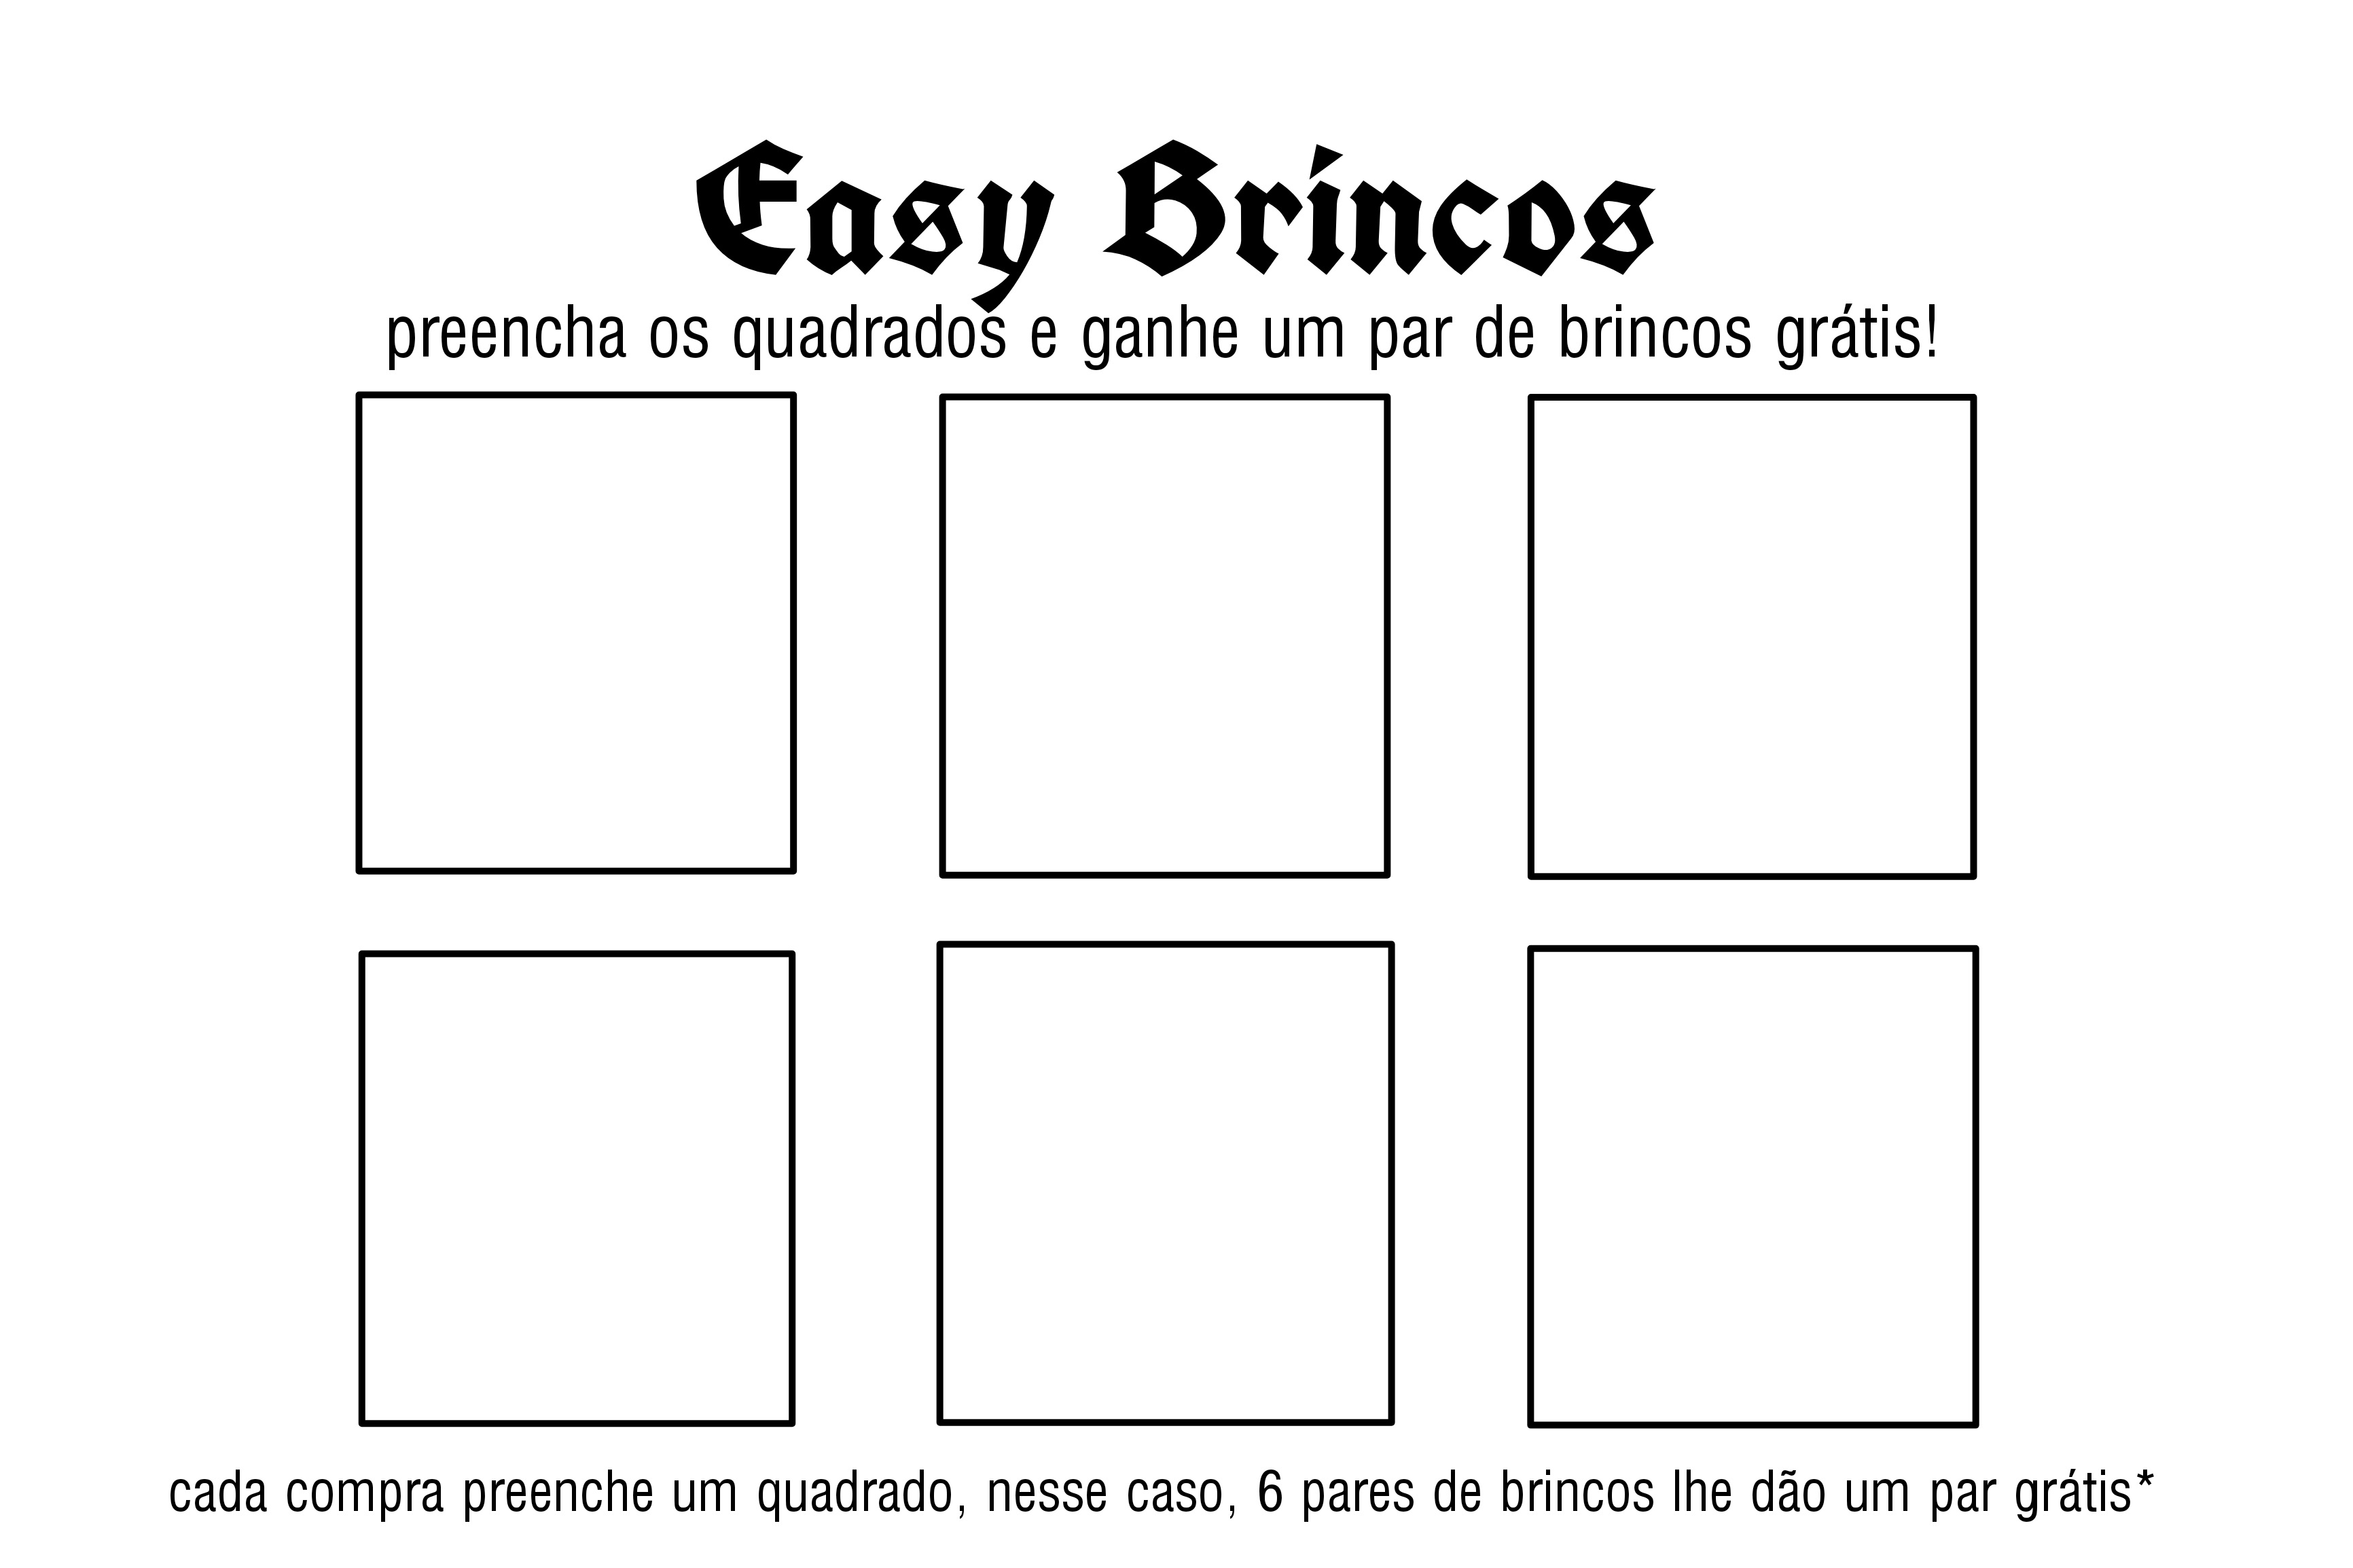 Easy Brincos
preencha os quadrados e ganhe um par de brincos grátis!
cada compra preenche um quadrado, nesse caso, 6 pares de brincos lhe dão um par grátis*